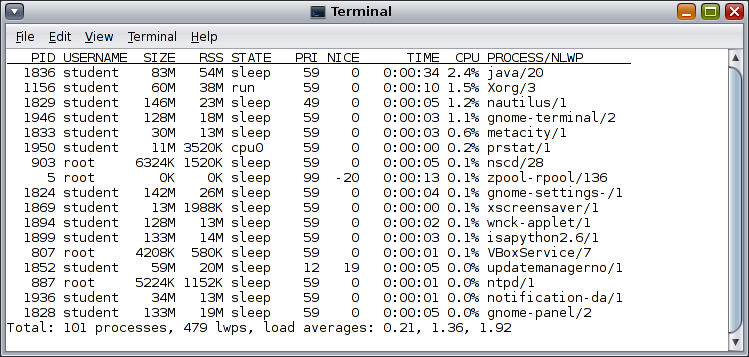 Terminal
File Edit View Terminal Help
PID USERNAME SIZE RSS STATE PRI NICE TIME CPU PROCESS/NLWP
1836 student 83M 54M sleep 59 0 0:00:34 2.4% java/20
1156 student 60M 38M run 59 0 0:00:10 1.5% Xorg/3
1829 student 146M 23M sleep 49 0 0:00:05 1.2% nautilus/1
1946 student 128M 18M sleep 59 0 0:00:03 1.1% gnome-terminal/2
1833 student 30M 13M sleep 59 0 0:00:03 0.6% metacity/1
1950 student 11M 3520K cpu0 59 0 0:00:00 0.2% prstat/1
903 root 6324K 1520K sleep 59 0 0:00:05 0.1% nscd/28
5 root 0K 0K sleep 99 -20 0:00:13 0.1% zpool-rpool/136
1824 student 142M 26M sleep 59 0 0:00:04 0.1% gnome-settings-/1
1869 student 13M 1988K sleep 59 0 0:00:00 0.1% xscreensaver/1
1894 student 128M 13M sleep 59 0 0:00:02 0.1% wnck-applet/1
1899 student 133M 14M sleep 59 0 0:00:03 0.1% isapython2.6/1
807 root 4208K 580K sleep 59 0 0:00:01 0.1% VBoxService/7
1852 student 59M 20M sleep 12 19 0:00:05 0.0% updatemanagerno/1
887 root 5224K 1152K sleep 59 0 0:00:01 0.0% ntpd/1
1936 student 34M 13M sleep 59 0 0:00:01 0.0% notification-da/1
1828 student 133M 19M sleep 59 0 0:00:05 0.0% gnome-panel/2
Total: 101 processes, 479 lwps, load averages: 0.21, 1.36, 1.92